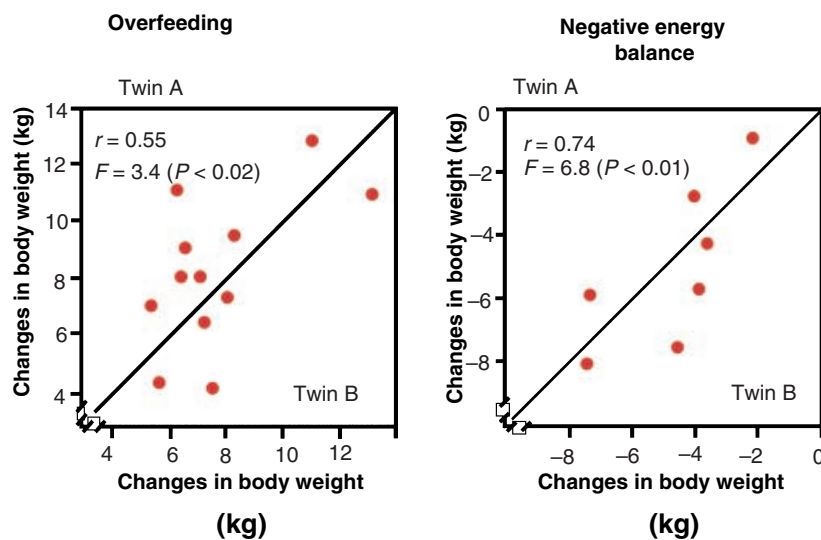 Overfeeding
Twin A
Changes in body weight (kg)
14
12
10
8
6
4
r = 0.55
F = 3.4 (P < 0.02)
Twin B
4 6 8 10 12
Changes in body weight
(kg)
Negative energy
balance
Twin A
Changes in body weight (kg)
0
–2
–4
–6
–8
r = 0.74
F = 6.8 (P < 0.01)
Twin B
–8 –6 –4 –2 0
Changes in body weight
(kg)